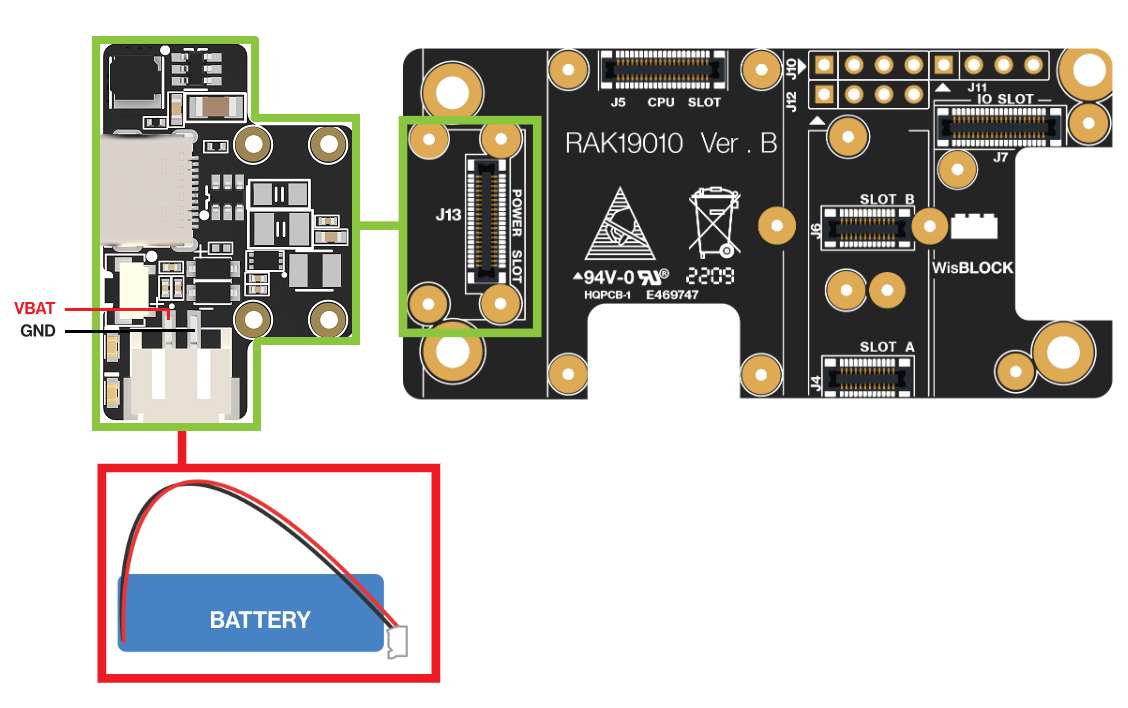 VBAT
GND
+
BATTERY
J5 CPU SLOT
J10
J12
J11
IO SLOT
J7
RAK19010 Ver . B
J13
POWER SLOT
94V-0
2209
HQPCB-1 E469747
SLOT B
J6
WisBLOCK
SLOT A
J4